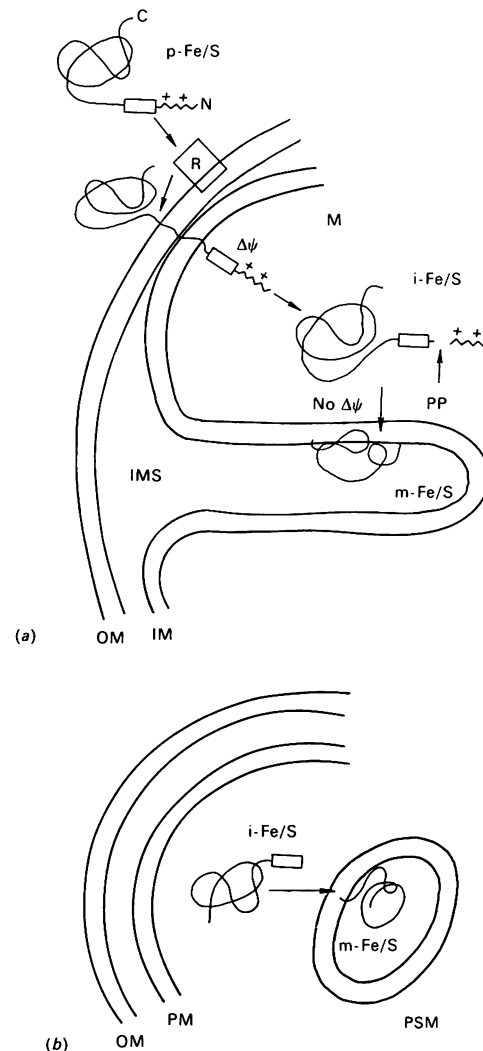 C
p-Fe/S
+ +
N
R
M
Δψ
+ +
i-Fe/S
+ +
No Δψ
PP
IMS
m-Fe/S
(a)
OM
IM
i-Fe/S
m-Fe/S
PM
PSM
(b)
OM